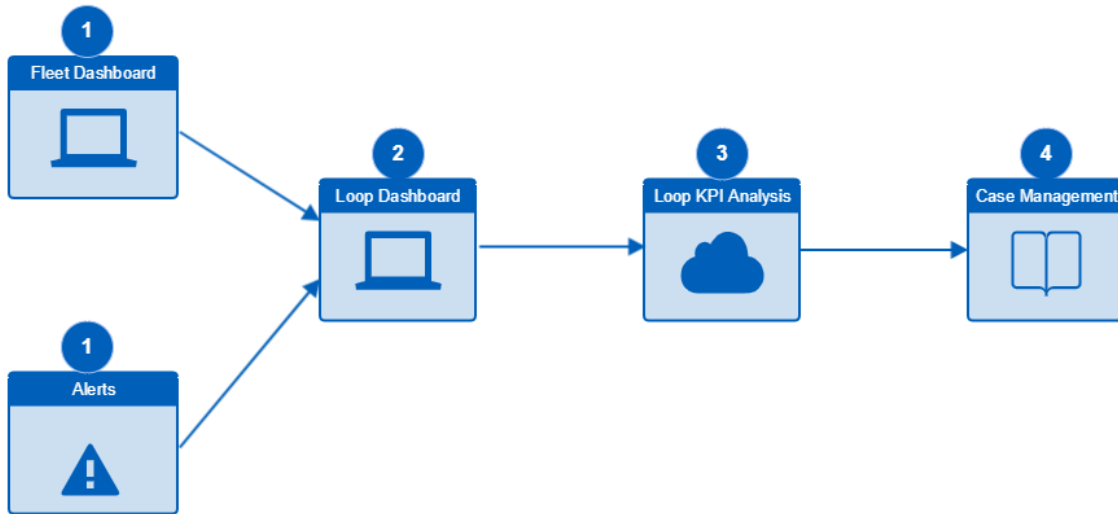 1
Fleet Dashboard
2
Loop Dashboard
3
Loop KPI Analysis
4
Case Management
1
Alerts